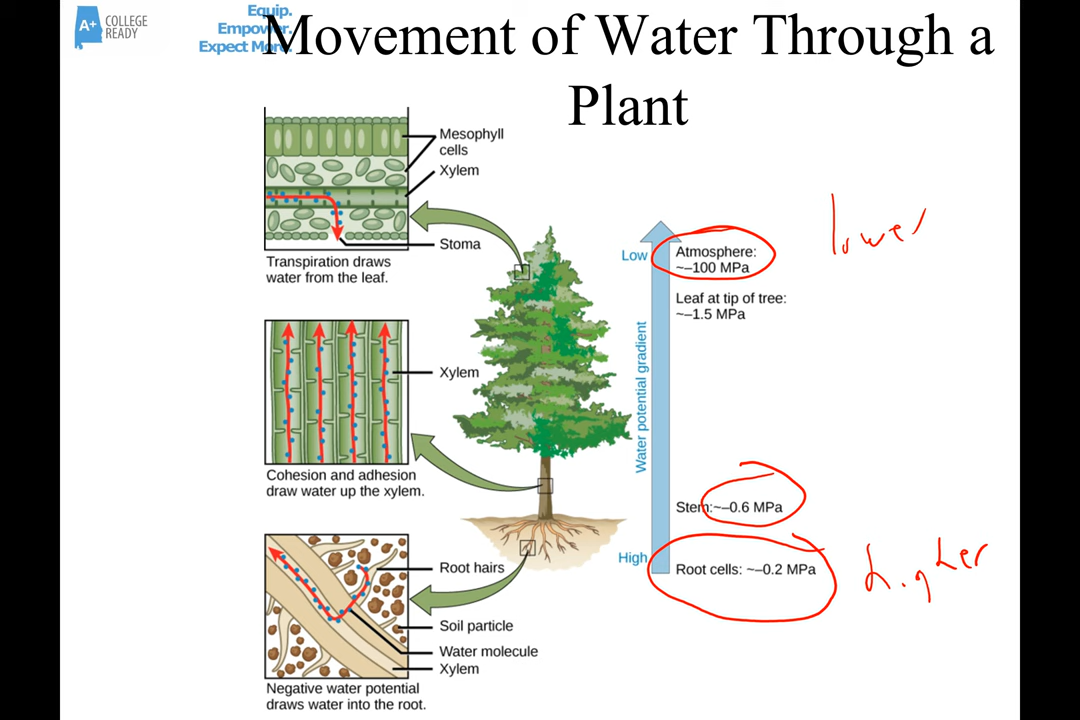 A+
COLLEGE
READY
Equip.
Empower.
Expect More.
Movement of Water Through a
Plant
Mesophyll
cells
Xylem
Stoma
Transpiration draws
water from the leaf.
Low
Atmosphere:
~–100 MPa
lower
Leaf at tip of tree:
~–1.5 MPa
Water potential gradient
Xylem
Cohesion and adhesion
draw water up the xylem.
Stem:~–0.6 MPa
High
Root cells: ~–0.2 MPa
higher
Root hairs
Soil particle
Water molecule
Xylem
Negative water potential
draws water into the root.